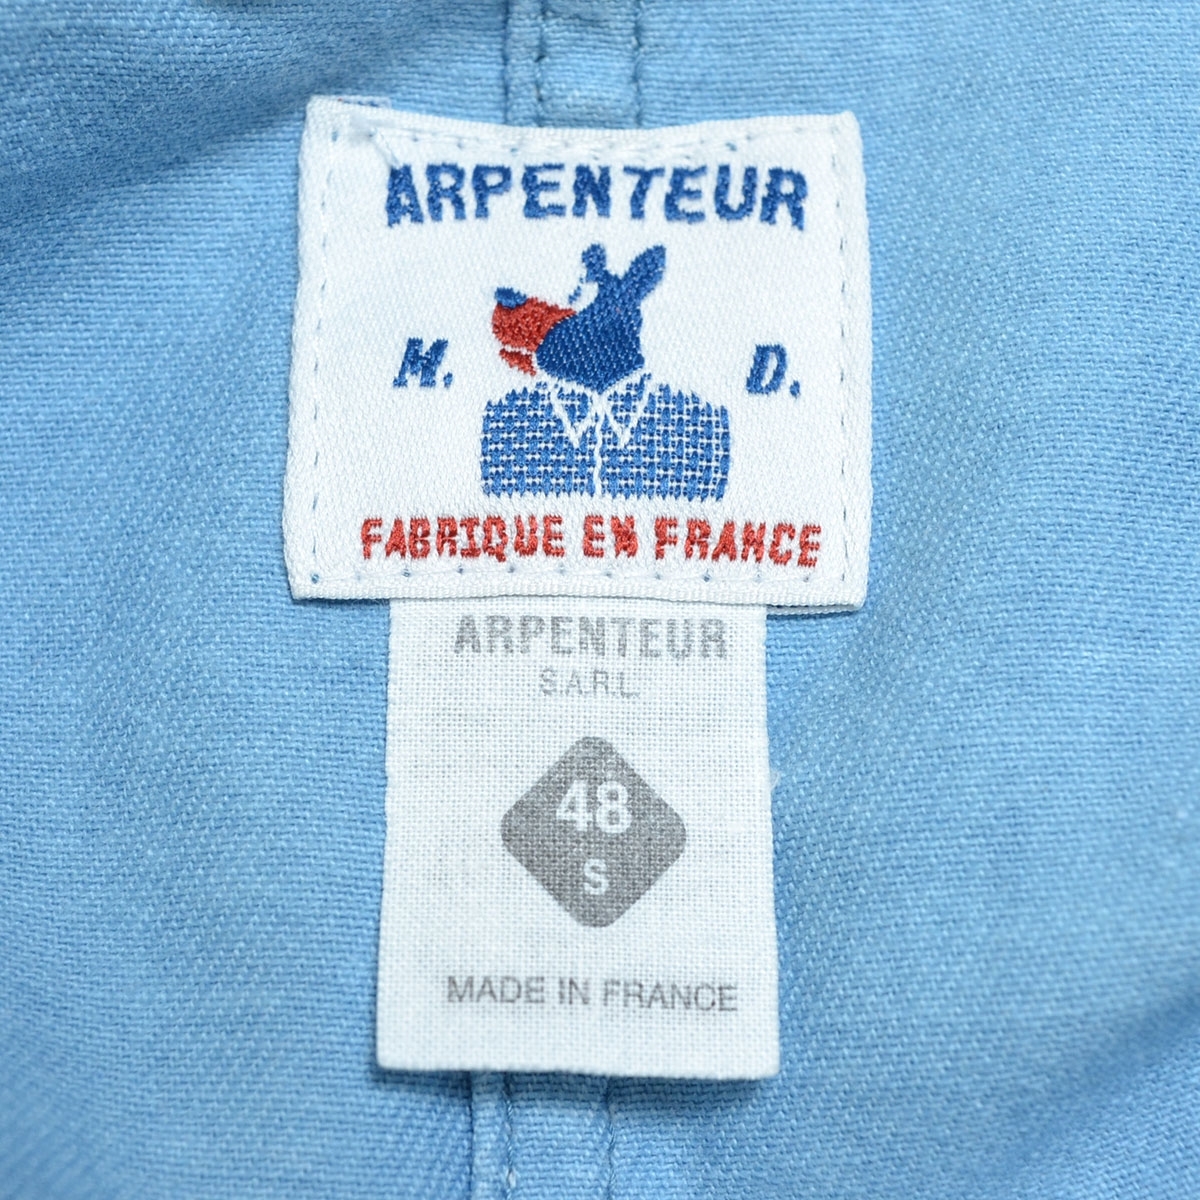 ARPENTEUR
M. D.
FABRIQUE EN FRANCE
ARPENTEUR
S.A.R.L.
48
S
MADE IN FRANCE